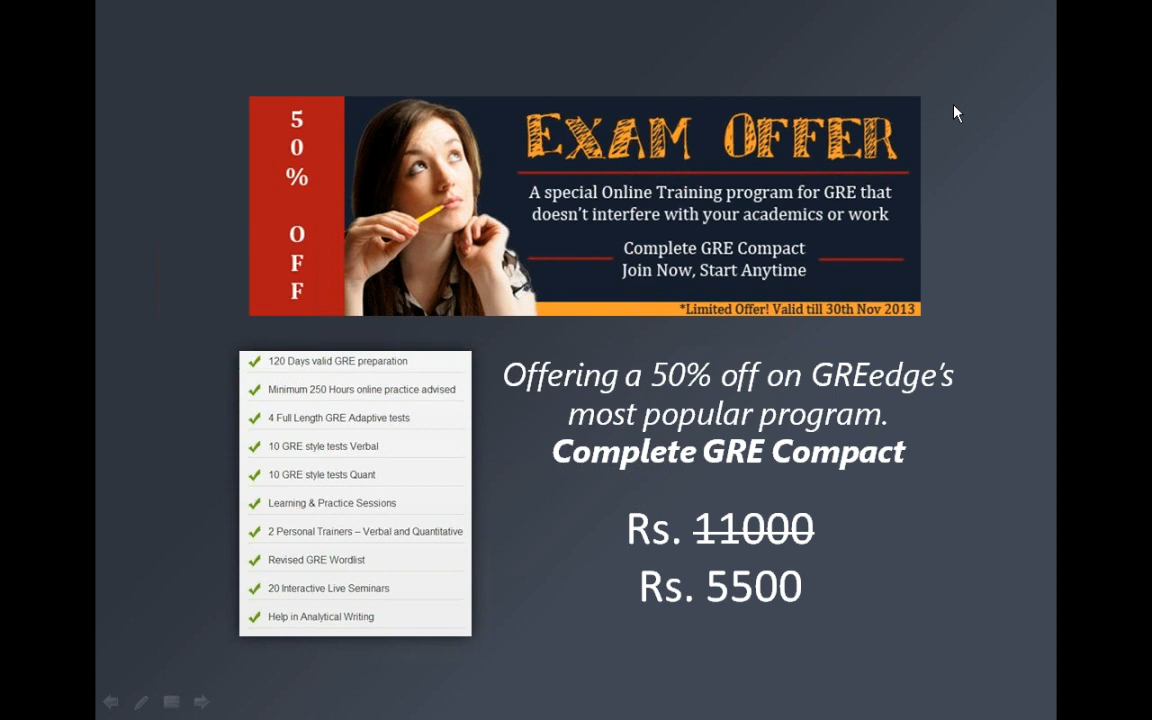 50% OFF
EXAM OFFER
A special Online Training program for GRE that
doesn't interfere with your academics or work
Complete GRE Compact
Join Now, Start Anytime
*Limited Offer! Valid till 30th Nov 2013
120 Days valid GRE preparation
Minimum 250 Hours online practice advised
4 Full Length GRE Adaptive tests
10 GRE style tests Verbal
10 GRE style tests Quant
Learning & Practice Sessions
2 Personal Trainers – Verbal and Quantitative
Revised GRE Wordlist
20 Interactive Live Seminars
Help in Analytical Writing
Offering a 50% off on GREedge's
most popular program.
Complete GRE Compact
Rs. 11000
Rs. 5500